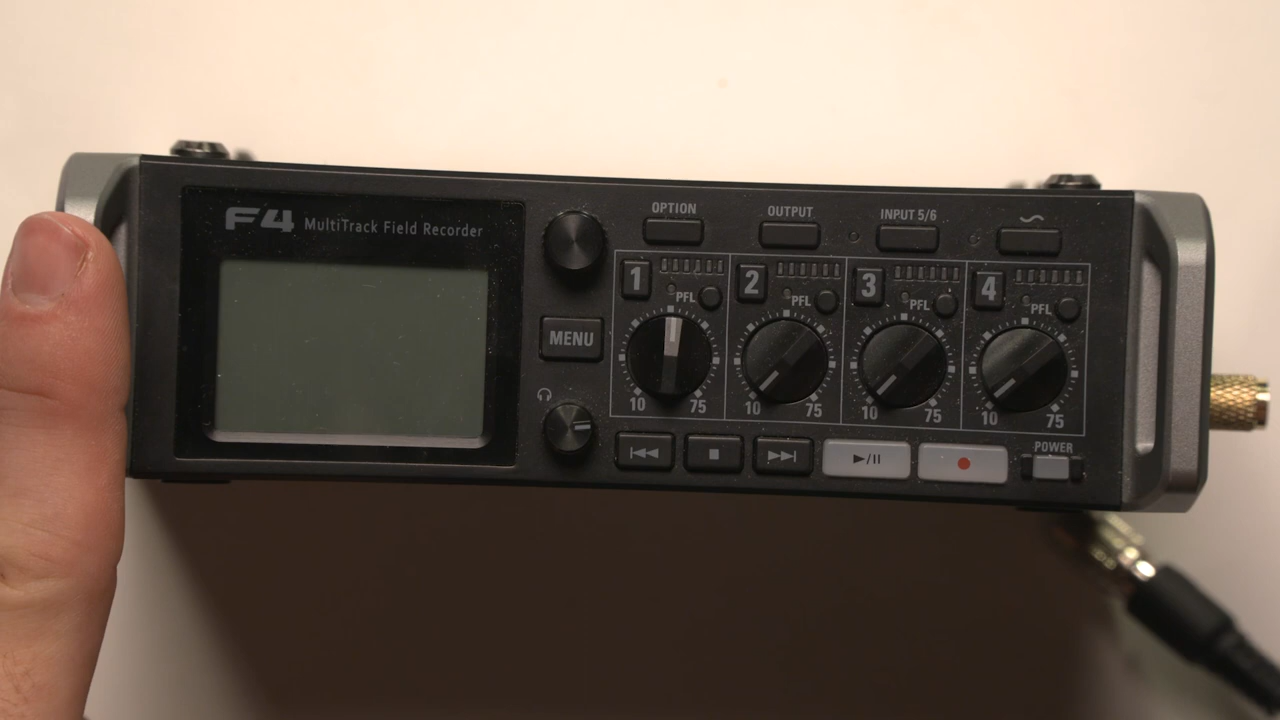 F4 MultiTrack Field Recorder
OPTION OUTPUT INPUT 5/6
1 PFL 2 PFL 3 PFL 4 PFL
MENU
10 75 10 75 10 75 10 75
POWER